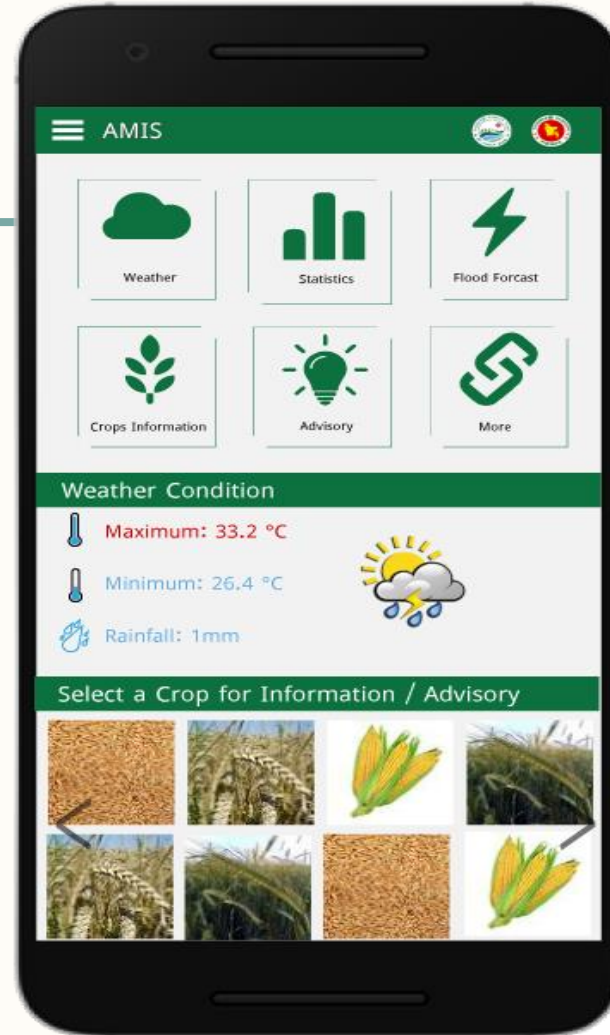 AMIS
Weather
Statistics
Flood Forcast
Crops Information
Advisory
More
Weather Condition
Maximum: 33.2 °C
Minimum: 26.4 °C
Rainfall: 1mm
Select a Crop for Information / Advisory